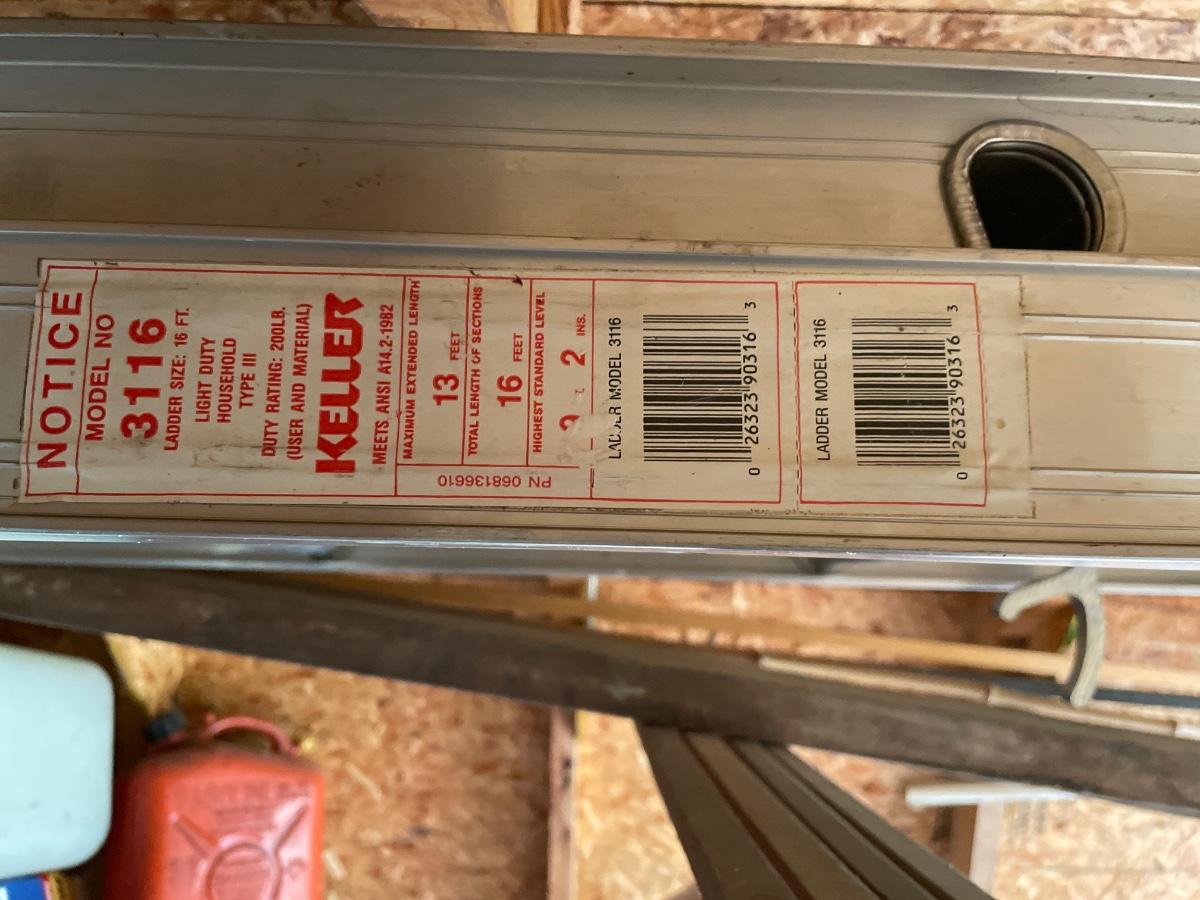 NOTICE
MODEL NO
3116
LADDER SIZE: 16 FT.
LIGHT DUTY
HOUSEHOLD
TYPE III
DUTY RATING: 200LB.
(USER AND MATERIAL)
KELLER
MEETS ANSI A14.2-1982
MAXIMUM EXTENDED LENGTH
13 FEET
TOTAL LENGTH OF SECTIONS
16 FEET
HIGHEST STANDARD LEVEL
2 INS.
PN 068136610
LADDER MODEL 3116
0 26323 90316 3
LADDER MODEL 3116
0 26323 90316 3